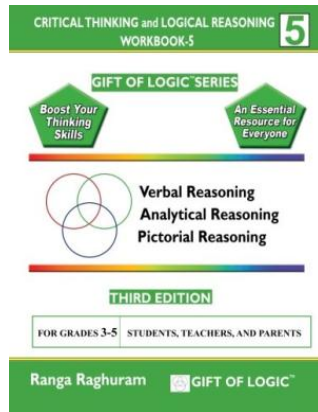 CRITICAL THINKING and LOGICAL REASONING
WORKBOOK-5
5
GIFT OF LOGIC™ SERIES
Boost Your
Thinking
Skills
An Essential
Resource for
Everyone
Verbal Reasoning
Analytical Reasoning
Pictorial Reasoning
THIRD EDITION
FOR GRADES 3-5 STUDENTS, TEACHERS, AND PARENTS
Ranga Raghuram GIFT OF LOGIC™